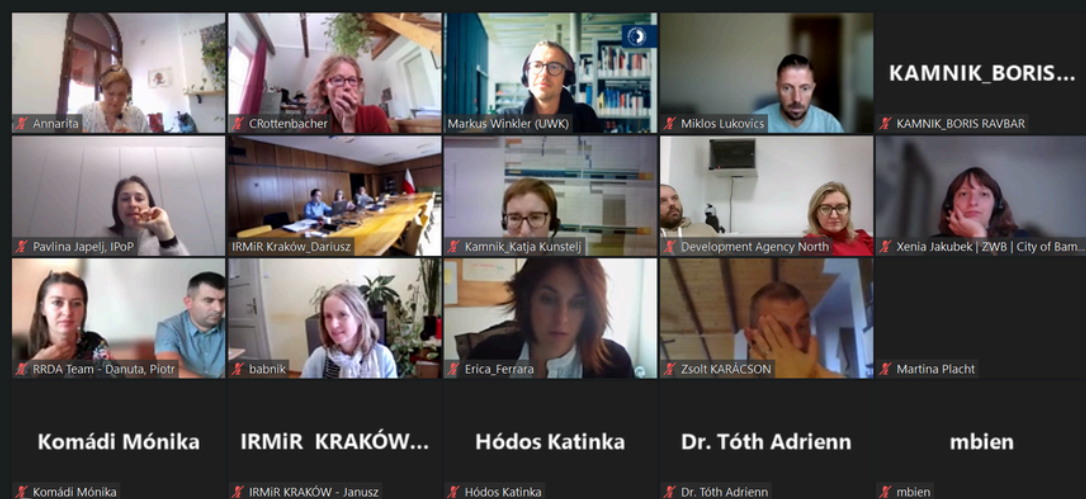 KAMNIK_BORIS...
Annarita
CRottenbacher
Markus Winkler (UWK)
Miklos Lukovics
KAMNIK_BORIS RAVBAR
Pavlina Japelj, IPoP
IRMiR Kraków_Dariusz
Kamnik_Katja Kunstelj
Development Agency North
Xenia Jakubek | ZWB | City of Bam...
RRDA Team - Danuta, Piotr
babnik
Erica_Ferrara
Zsolt KARÁCSON
Martina Placht
Komádi Mónika
IRMiR KRAKÓW...
Hódos Katinka
Dr. Tóth Adrienn
mbien
Komádi Mónika
IRMiR KRAKÓW - Janusz
Hódos Katinka
Dr. Tóth Adrienn
mbien